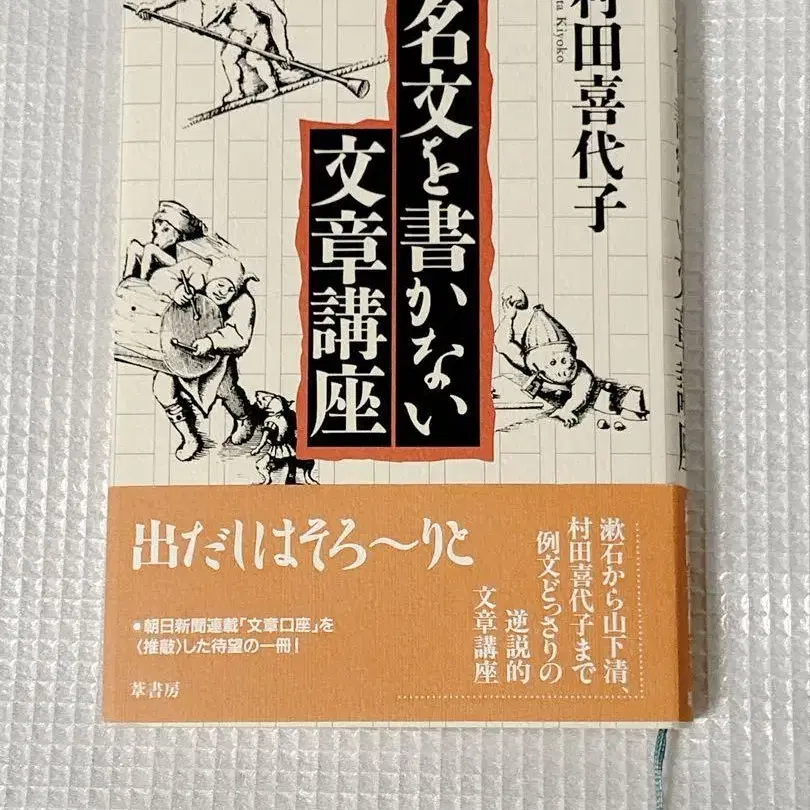 村田喜代子
ta Kiyoko
名文を書かない
文章講座
出だしはそろ〜りと
●朝日新聞連載「文章口座」を
〈推敲〉した待望の一冊!
葦書房
漱石から山下清、
村田喜代子まで
例文どっさりの
逆説的
文章講座